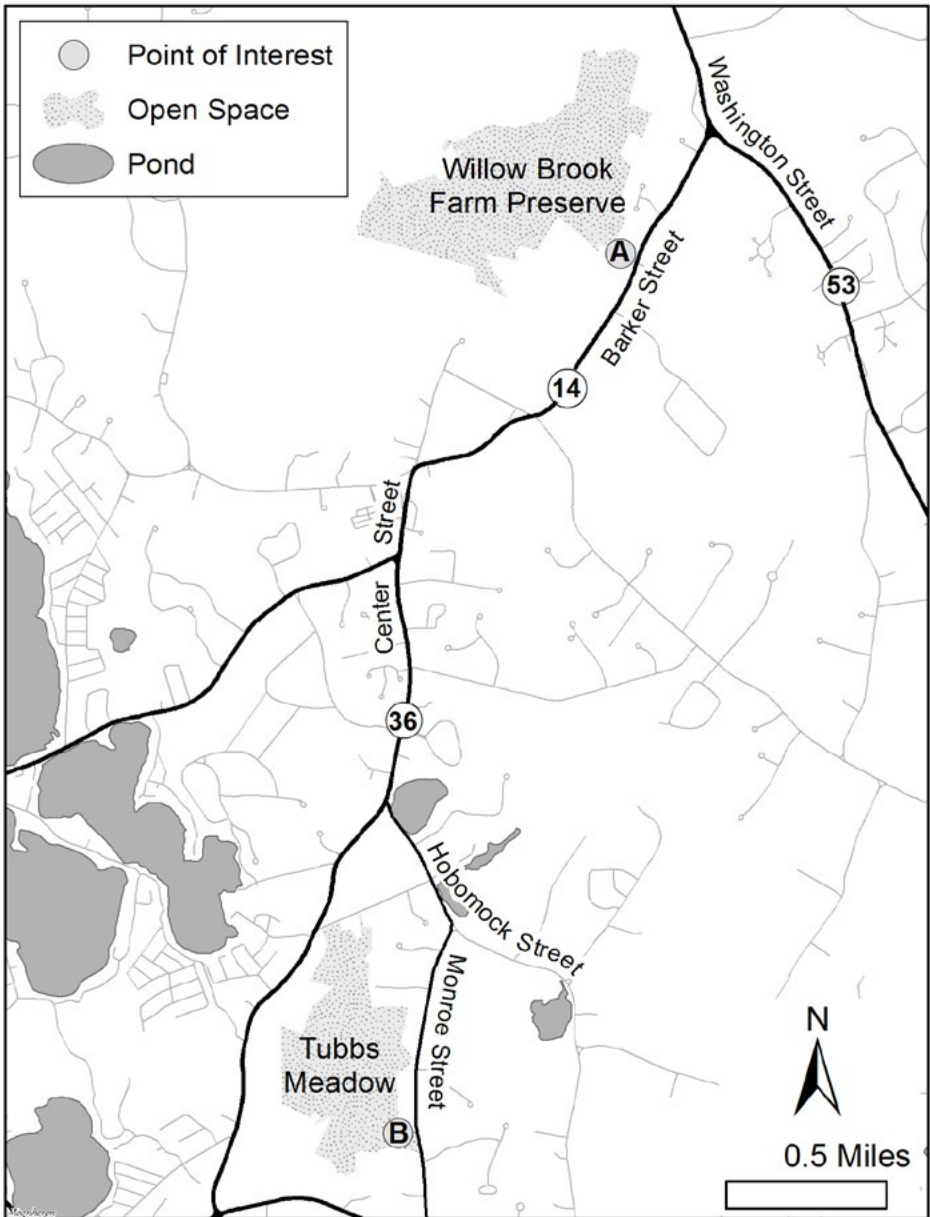 Point of Interest
Open Space
Pond
Washington Street
Willow Brook
Farm Preserve
A
Barker Street
53
14
Street
Center
36
Hobomock Street
Monroe Street
Tubbs
Meadow
B
N
0.5 Miles